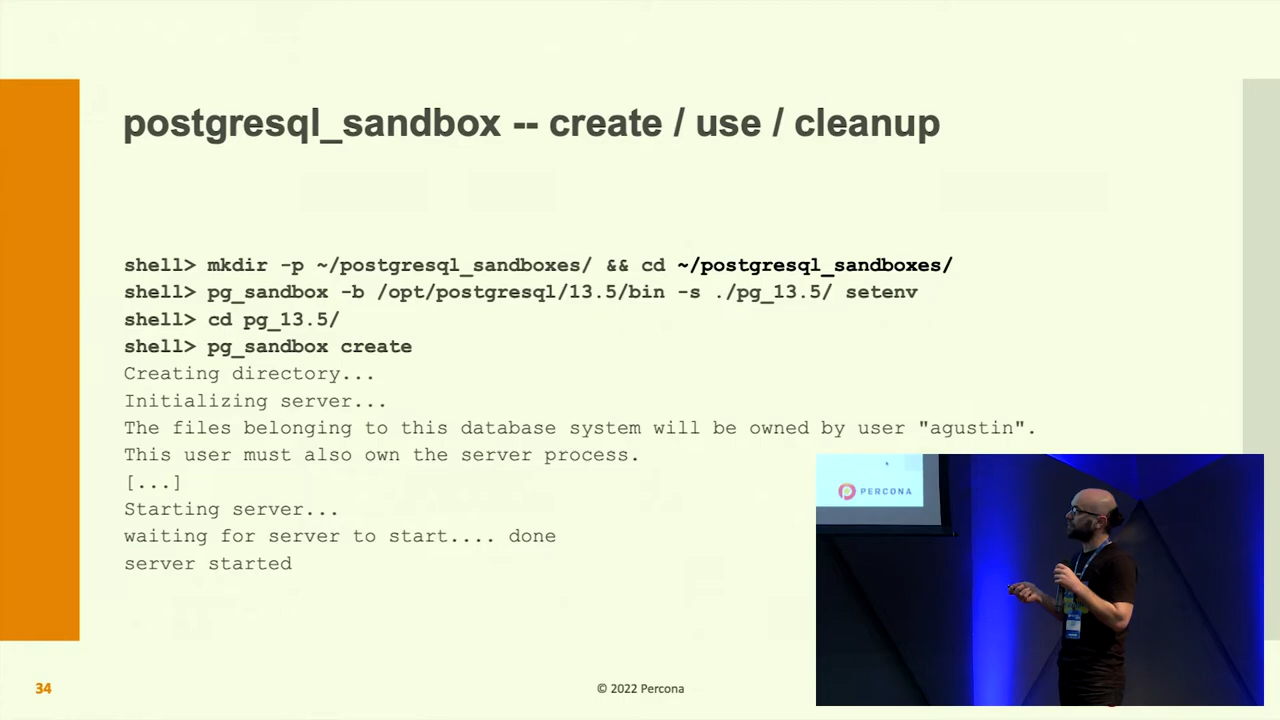 postgresql_sandbox -- create / use / cleanup
shell> mkdir -p ~/postgresql_sandboxes/ && cd ~/postgresql_sandboxes/
shell> pg_sandbox -b /opt/postgresql/13.5/bin -s ./pg_13.5/ setenv
shell> cd pg_13.5/
shell> pg_sandbox create
Creating directory...
Initializing server...
The files belonging to this database system will be owned by user "agustin".
This user must also own the server process.
[...]
Starting server...
waiting for server to start.... done
server started
PERCONA
34
© 2022 Percona